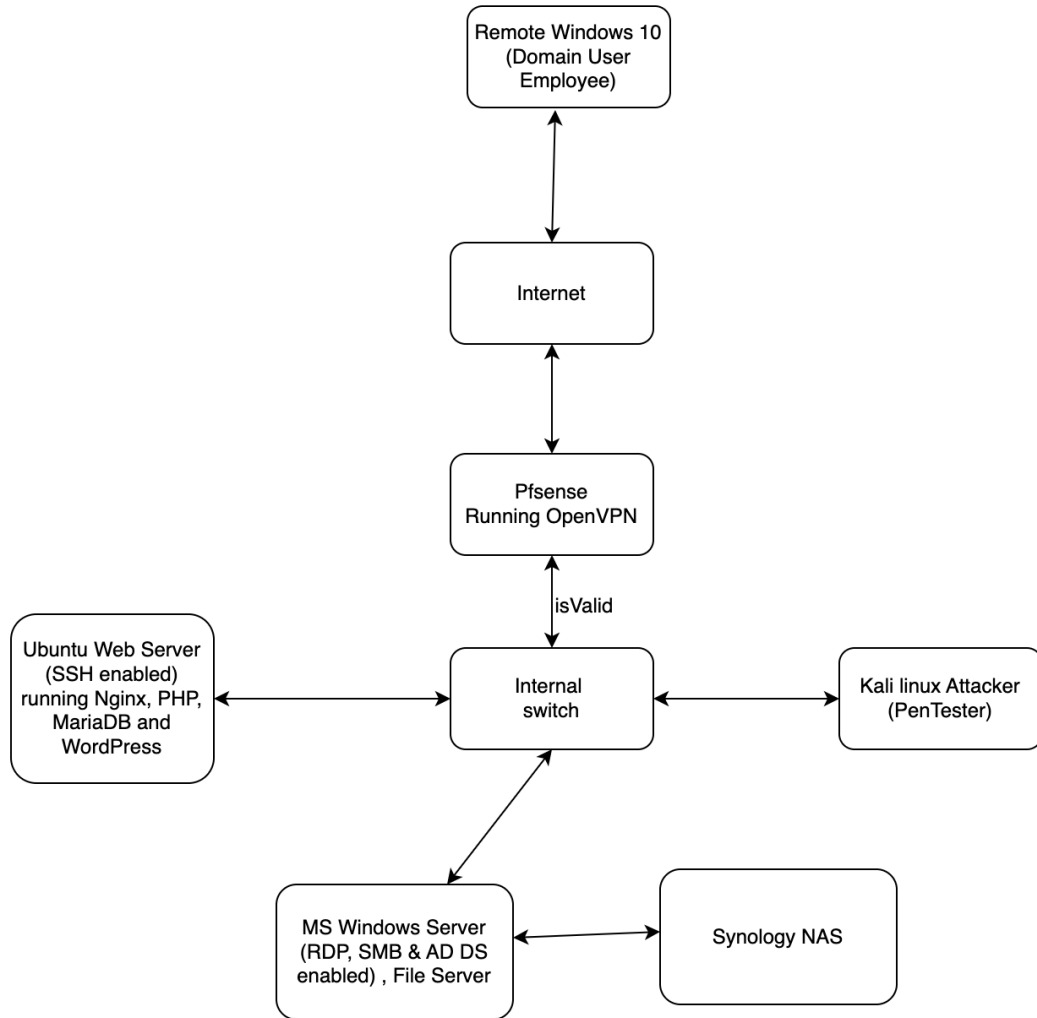 Remote Windows 10
(Domain User
Employee)
Internet
Pfsense
Running OpenVPN
isValid
Ubuntu Web Server
(SSH enabled)
running Nginx, PHP,
MariaDB and
WordPress
Internal
switch
Kali linux Attacker
(PenTester)
MS Windows Server
(RDP, SMB & AD DS
enabled) , File Server
Synology NAS